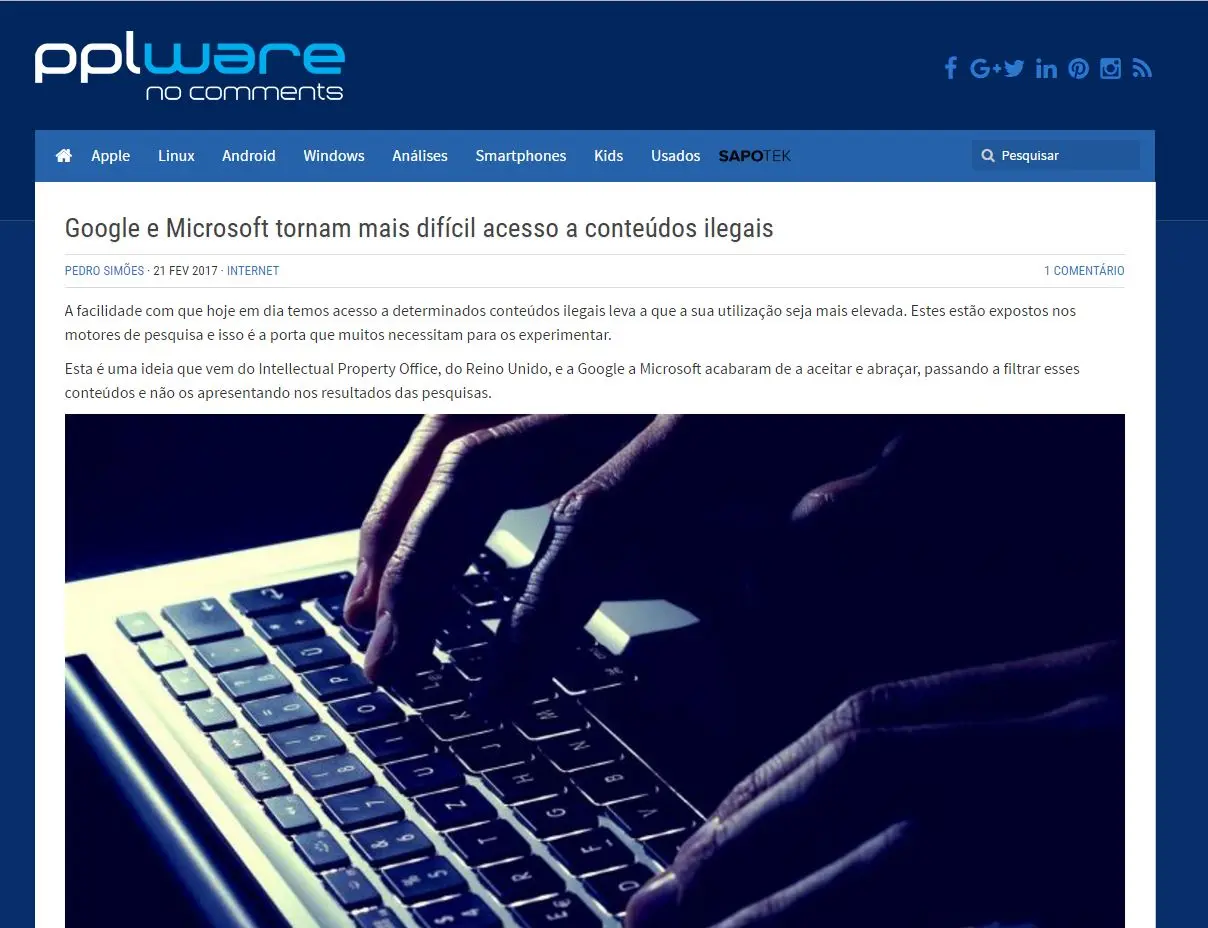 pplware
no comments
Apple Linux Android Windows Análises Smartphones Kids Usados SAPOTEK Pesquisar
Google e Microsoft tornam mais difícil acesso a conteúdos ilegais
PEDRO SIMÕES · 21 FEV 2017 · INTERNET 1 COMENTÁRIO
A facilidade com que hoje em dia temos acesso a determinados conteúdos ilegais leva a que a sua utilização seja mais elevada. Estes estão expostos nos
motores de pesquisa e isso é a porta que muitos necessitam para os experimentar.
Esta é uma ideia que vem do Intellectual Property Office, do Reino Unido, e a Google a Microsoft acabaram de a aceitar e abraçar, passando a filtrar esses
conteúdos e não os apresentando nos resultados das pesquisas.